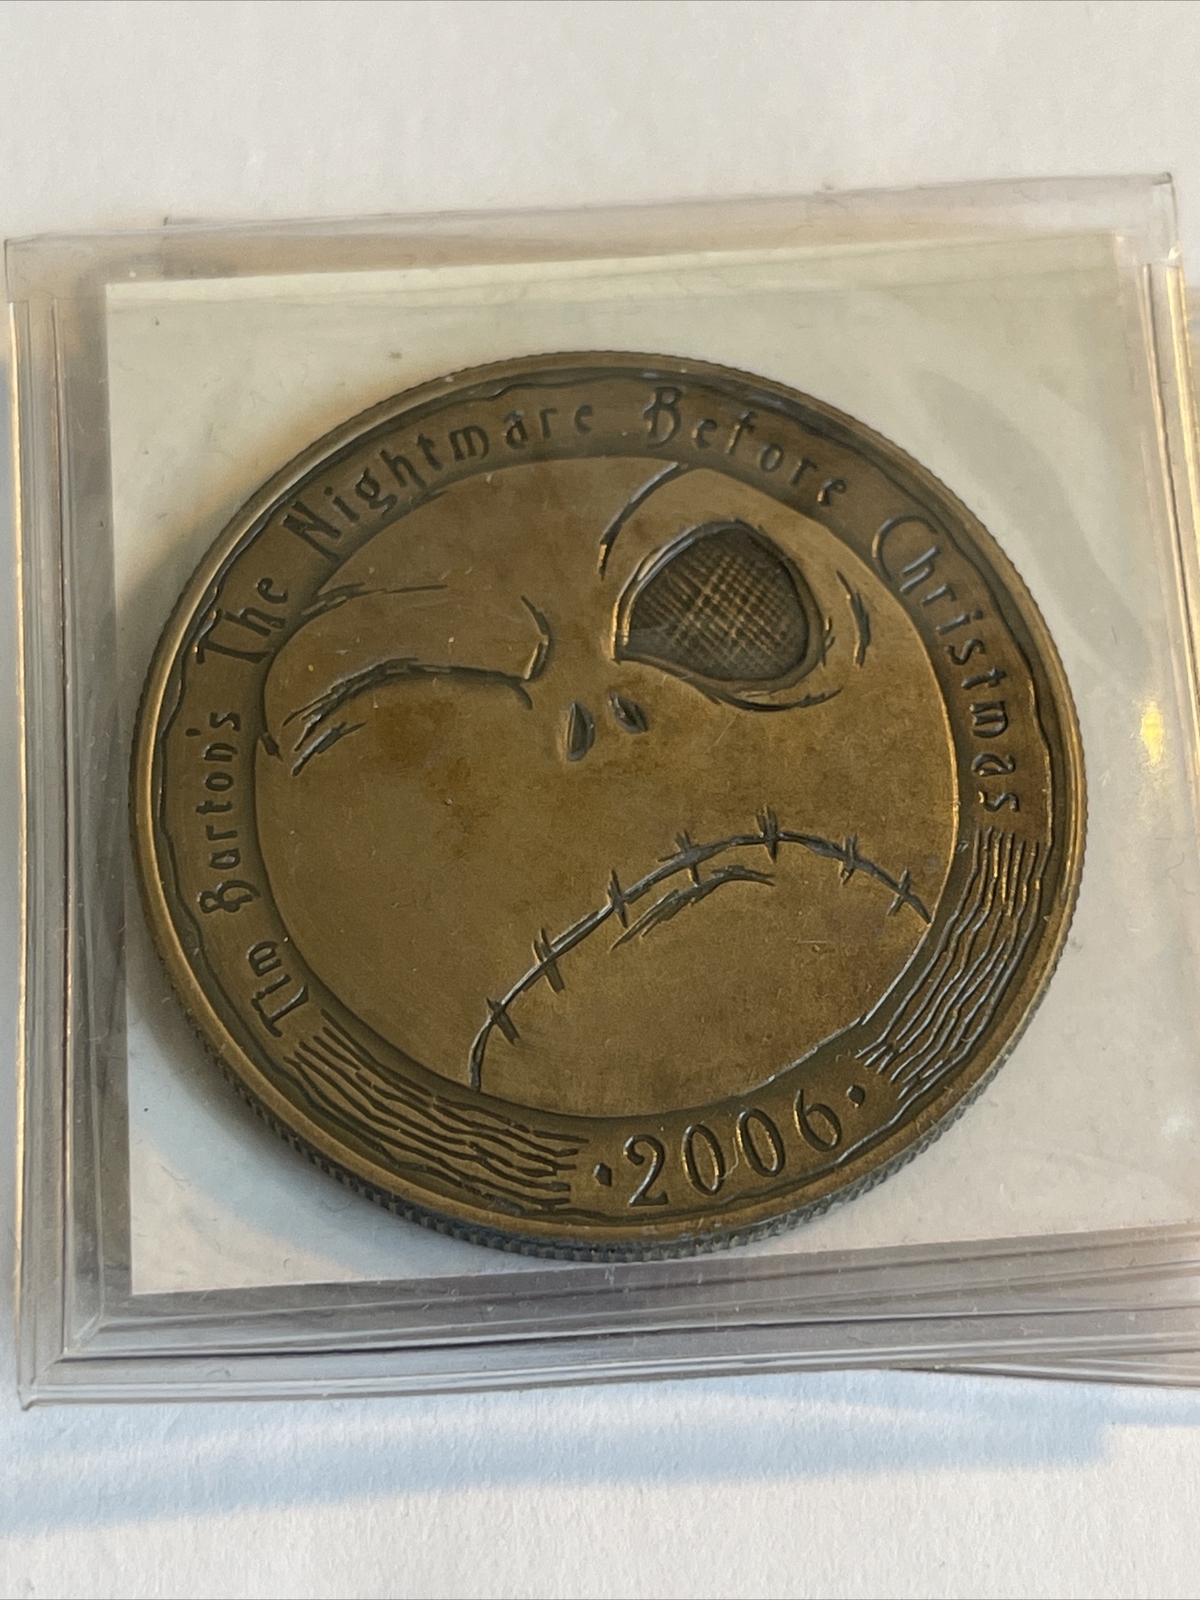 Tim Burton's The Nightmare Before Christmas
·2006·